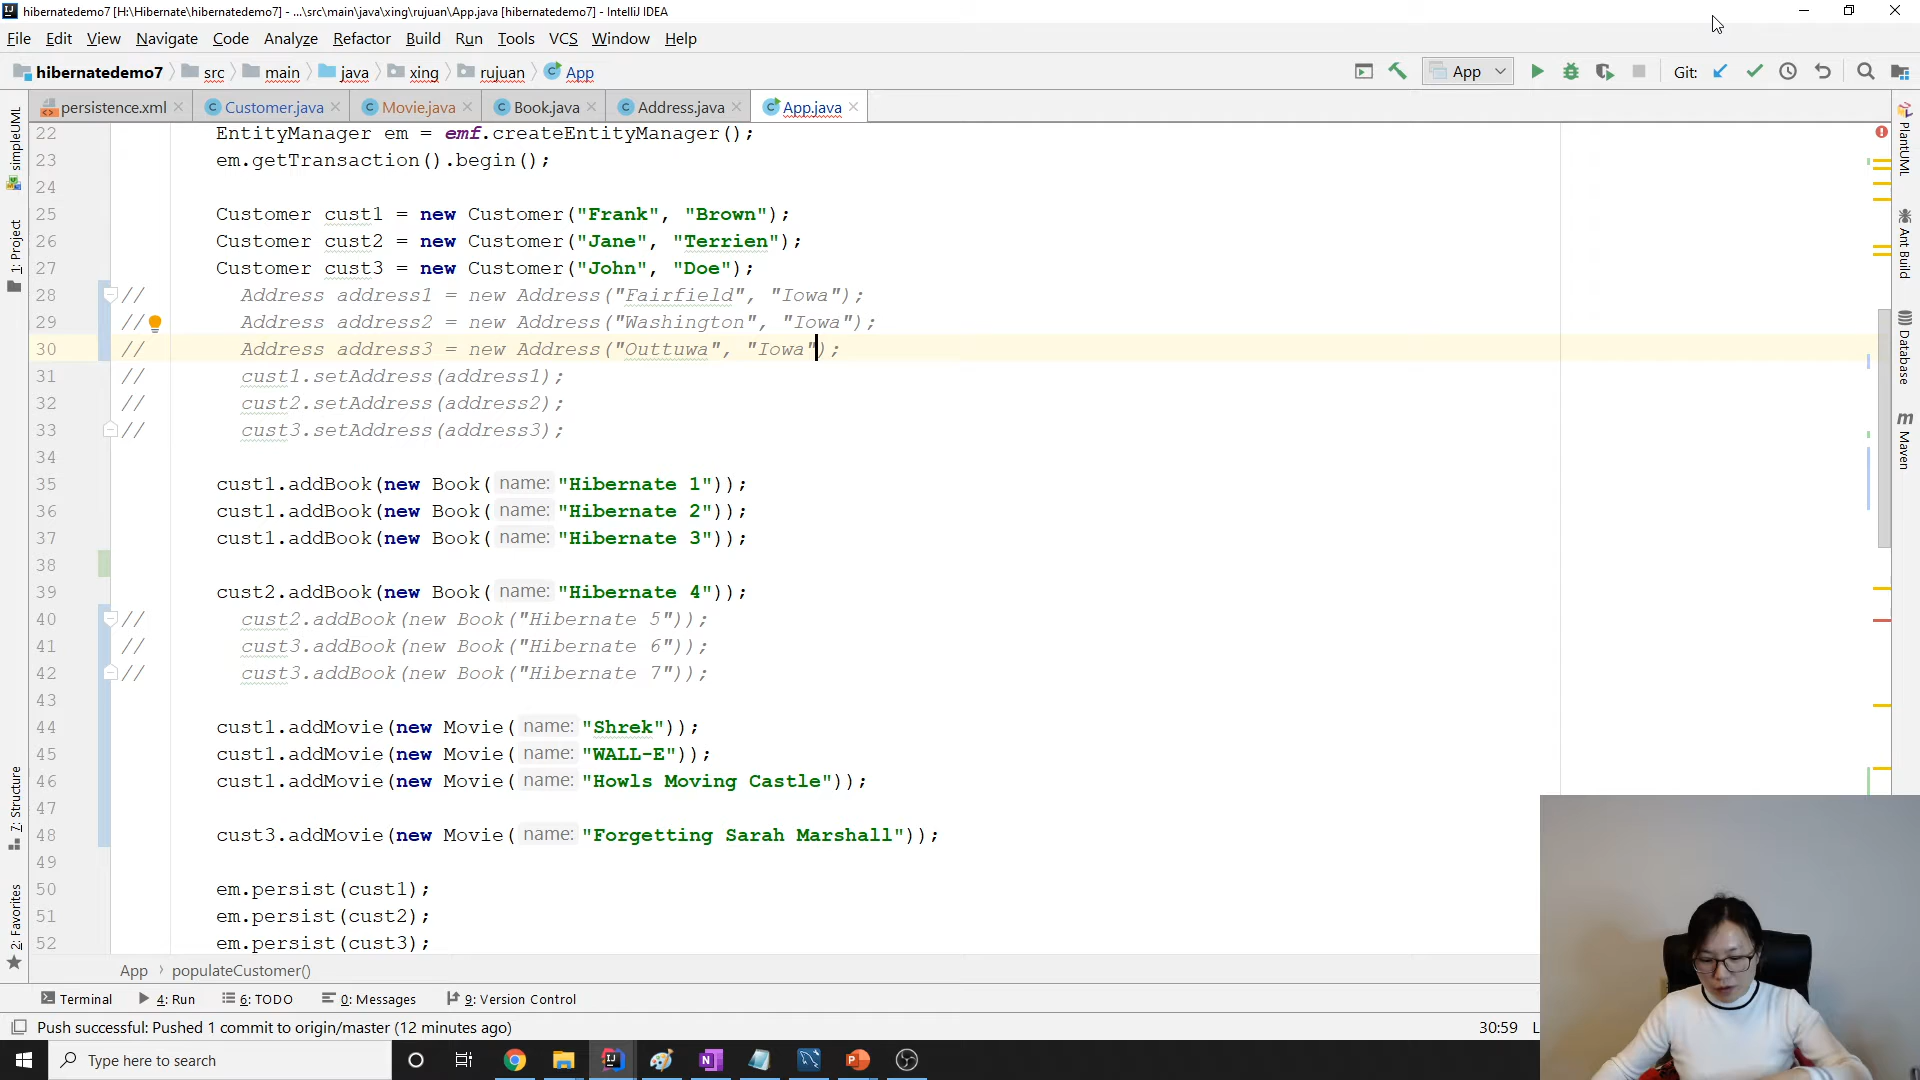 hibernatedemo7 [H:\Hibernate\hibernatedemo7] - ...\src\main\java\xing\rujuan\App.java [hibernatedemo7] - IntelliJ IDEA
File Edit View Navigate Code Analyze Refactor Build Run Tools VCS Window Help
hibernatedemo7 src main java xing rujuan App App Git:
persistence.xml Customer.java Movie.java Book.java Address.java App.java
22 EntityManager em = emf.createEntityManager();
23 em.getTransaction().begin();
24
25 Customer cust1 = new Customer("Frank", "Brown");
26 Customer cust2 = new Customer("Jane", "Terrien");
27 Customer cust3 = new Customer("John", "Doe");
28 // Address address1 = new Address("Fairfield", "Iowa");
29 // Address address2 = new Address("Washington", "Iowa");
30 // Address address3 = new Address("Outtuwa", "Iowa");
31 // cust1.setAddress(address1);
32 // cust2.setAddress(address2);
33 // cust3.setAddress(address3);
34
35 cust1.addBook(new Book( name: "Hibernate 1"));
36 cust1.addBook(new Book( name: "Hibernate 2"));
37 cust1.addBook(new Book( name: "Hibernate 3"));
38
39 cust2.addBook(new Book( name: "Hibernate 4"));
40 // cust2.addBook(new Book("Hibernate 5"));
41 // cust3.addBook(new Book("Hibernate 6"));
42 // cust3.addBook(new Book("Hibernate 7"));
43
44 cust1.addMovie(new Movie( name: "Shrek"));
45 cust1.addMovie(new Movie( name: "WALL-E"));
46 cust1.addMovie(new Movie( name: "Howls Moving Castle"));
47
48 cust3.addMovie(new Movie( name: "Forgetting Sarah Marshall"));
49
50 em.persist(cust1);
51 em.persist(cust2);
52 em.persist(cust3);
simpleUML
1: Project
7: Structure
2: Favorites
PlantUML
Ant Build
Database
Maven
App › populateCustomer()
Terminal 4: Run 6: TODO 0: Messages 9: Version Control
Push successful: Pushed 1 commit to origin/master (12 minutes ago) 30:59
Type here to search